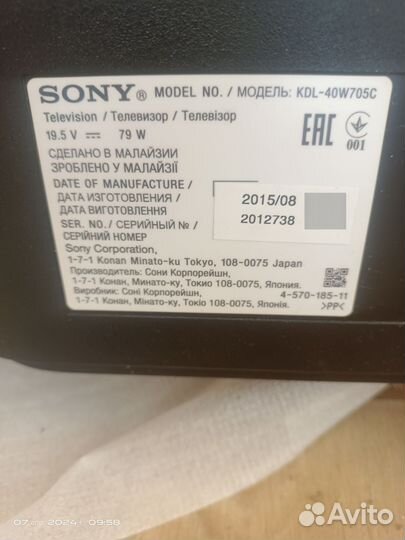 SONY® MODEL NO. / МОДЕЛЬ: KDL-40W705C
Television / Телевизор / Телевізор
19.5 V ⎓ 79 W
EAC
001
СДЕЛАНО В МАЛАЙЗИИ
ЗРОБЛЕНО У МАЛАЙЗІЇ
DATE OF MANUFACTURE /
ДАТА ИЗГОТОВЛЕНИЯ /
ДАТА ВИГОТОВЛЕННЯ
2015/08
SER. NO. / СЕРИЙНЫЙ № /
СЕРІЙНИЙ НОМЕР
2012738
Sony Corporation,
1-7-1 Konan Minato-ku Tokyo, 108-0075 Japan
Производитель: Сони Корпорейшн,
1-7-1 Конан, Минато-ку, Токио 108-0075, Япония.
Виробник: Соні Корпорейшн,
1-7-1 Конан, Мінато-ку, Токіо 108-0075, Японія.
4-570-185-11
>PP<
07 апр 2024 г. 09:58
Avito